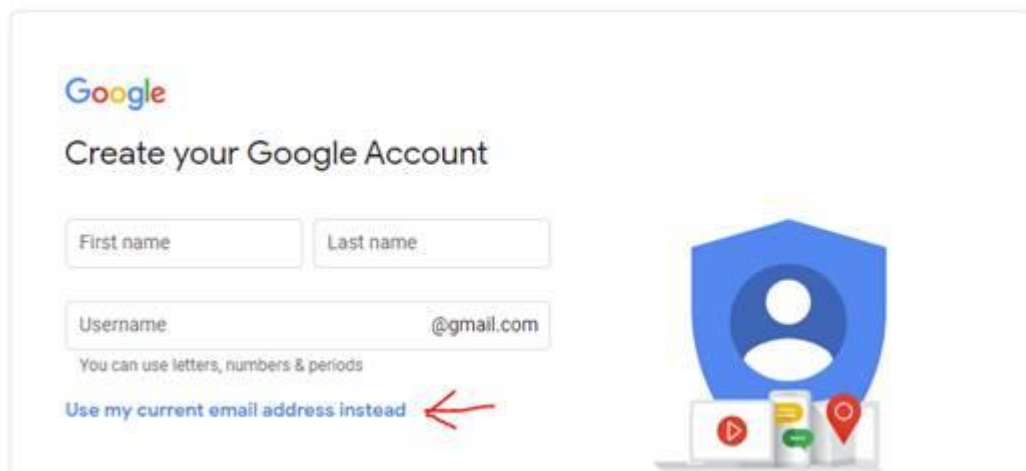 Google
Create your Google Account
First name Last name
Username @gmail.com
You can use letters, numbers & periods
Use my current email address instead